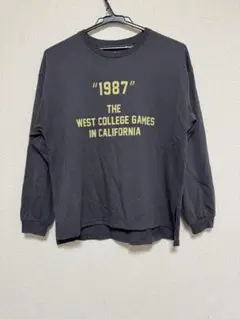 "1987"
THE
WEST COLLEGE GAMES
IN CALIFORNIA